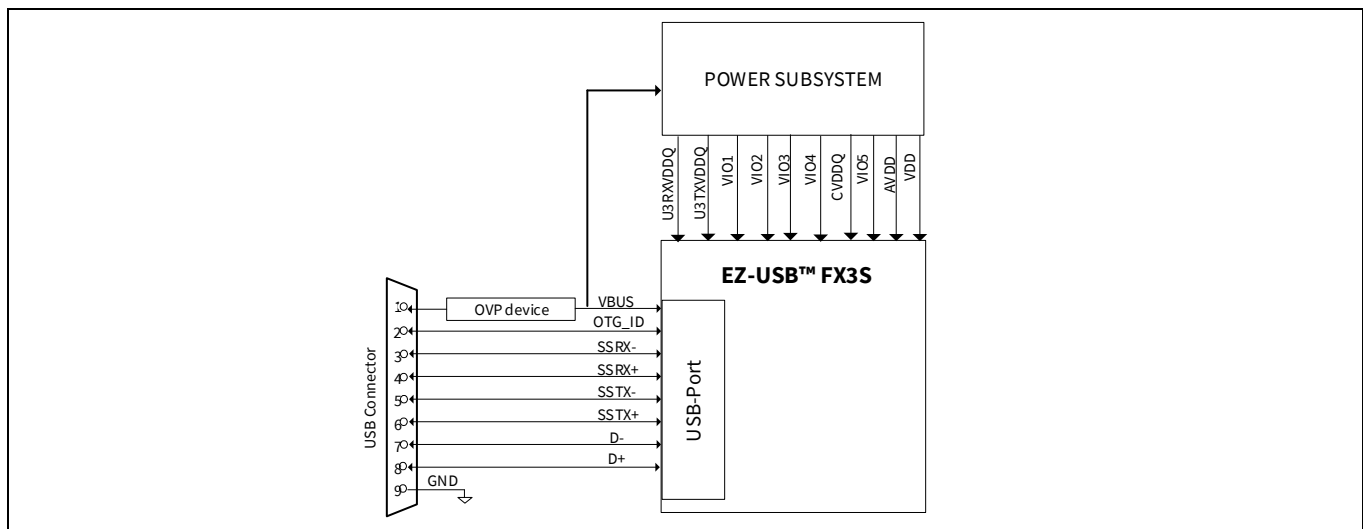 POWER SUBSYSTEM
U3RXVDDQ
U3TXVDDQ
VIO1
VIO2
VIO3
VIO4
CVDDQ
VIO5
AVDD
VDD
EZ-USB™ FX3S
USB-Port
USB Connector
1
OVP device
VBUS
2
OTG_ID
3
SSRX-
4
SSRX+
5
SSTX-
6
SSTX+
7
D-
8
D+
9
GND